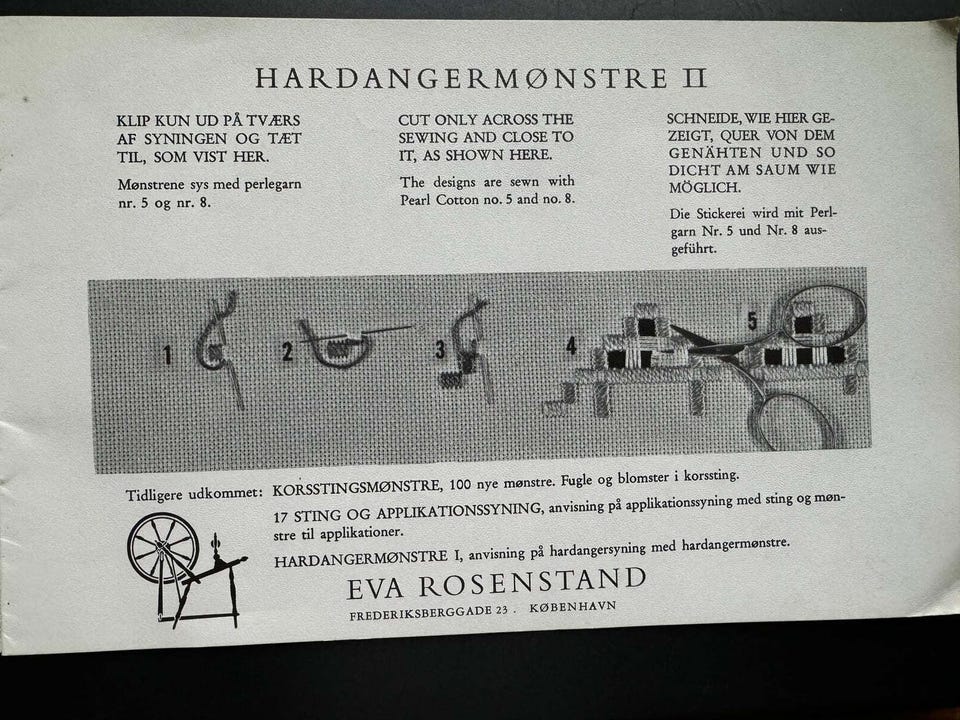 HARDANGERMØNSTRE II
KLIP KUN UD PÅ TVÆRS
AF SYNINGEN OG TÆT
TIL, SOM VIST HER.
Mønstrene sys med perlegarn
nr. 5 og nr. 8.
CUT ONLY ACROSS THE
SEWING AND CLOSE TO
IT, AS SHOWN HERE.
The designs are sewn with
Pearl Cotton no. 5 and no. 8.
SCHNEIDE, WIE HIER GE-
ZEIGT, QUER VON DEM
GENÄHTEN UND SO
DICHT AM SAUM WIE
MÖGLICH.
Die Stickerei wird mit Perl-
garn Nr. 5 und Nr. 8 aus-
geführt.
1 2 3 4 5
Tidligere udkommet: KORSSTINGSMØNSTRE, 100 nye mønstre. Fugle og blomster i korssting.
17 STING OG APPLIKATIONSSYNING, anvisning på applikationssyning med sting og møn-
stre til applikationer.
HARDANGERMØNSTRE I, anvisning på hardangersyning med hardangermønstre.
EVA ROSENSTAND
FREDERIKSBERGGADE 23 . KØBENHAVN